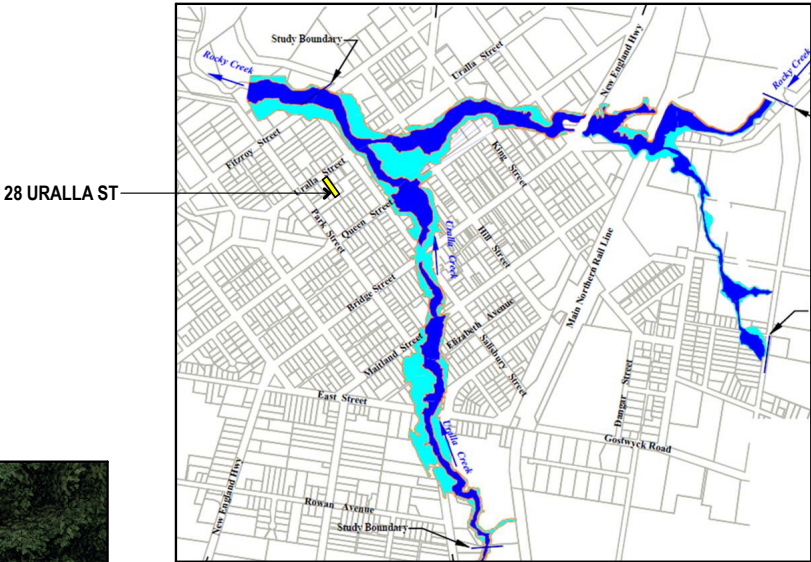 Study Boundary
Rocky Creek
Uralla Street
New England Hwy
Rocky Creek
Fitzroy Street
28 URALLA ST
Uralla Street
King Street
Park Street
Queen Street
Hill Street
Uralla Creek
Bridge Street
Main Northern Rail Line
Elizabeth Avenue
Maitland Street
Salisbury Street
Dangar Street
East Street
Uralla Creek
Gostwyck Road
New England Hwy
Rowan Avenue
Study Boundary